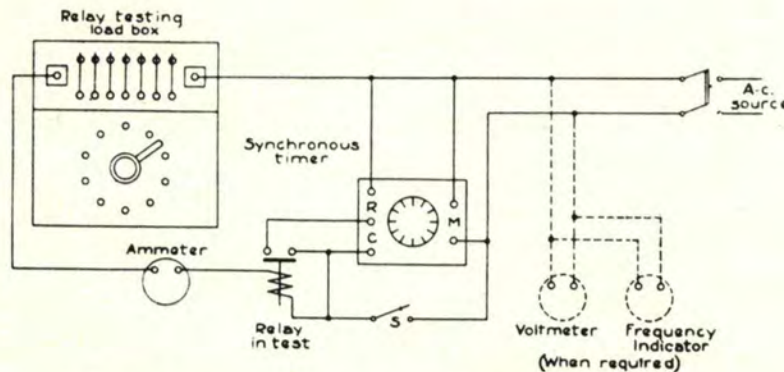 Relay testing
load box
A-c.
source
Synchronous
timer
R
C
M
Ammeter
Relay
in test
S
Voltmeter
Frequency
Indicator
(When required)